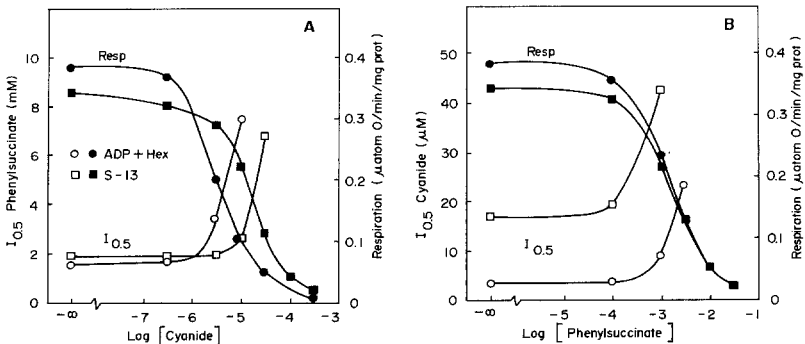 A
Resp
I0.5 Phenylsuccinate (mM)
10
8
6
4
2
0
ADP + Hex
S-13
I0.5
0.4
0.3
0.2
0.1
0
Respiration (μatom O/min/mg prot)
-∞
-7
-6
-5
-4
-3
Log [Cyanide]
B
Resp
I0.5 Cyanide (μM)
50
40
30
20
10
0
I0.5
0.4
0.3
0.2
0.1
0
Respiration (μatom O/min/mg prot)
-∞
-5
-4
-3
-2
-1
Log [Phenylsuccinate]